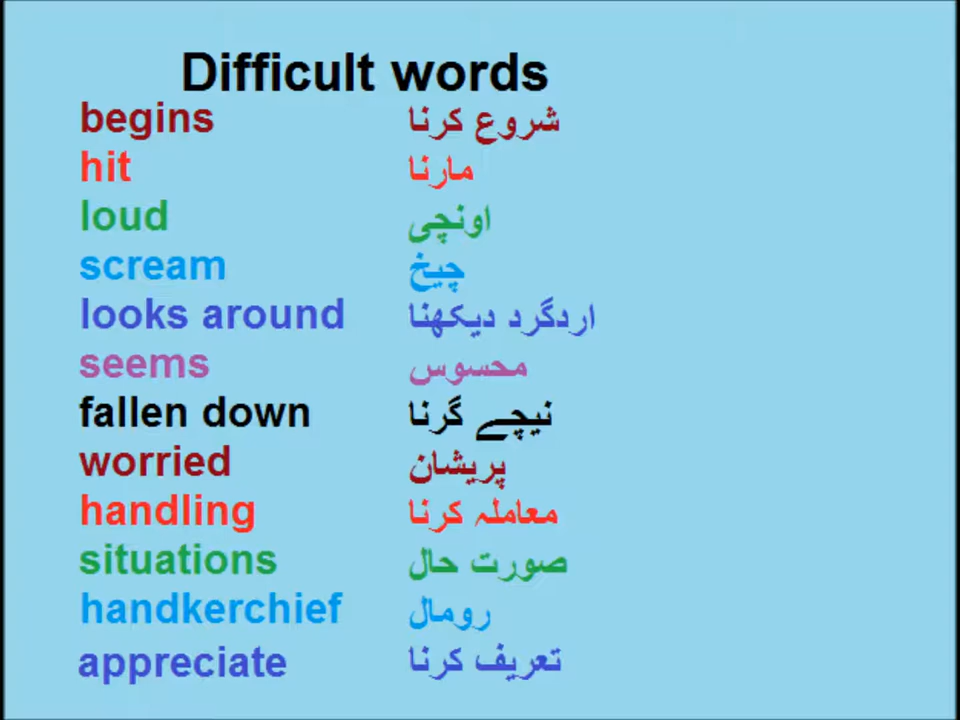 Difficult words
begins شروع کرنا
hit مارنا
loud اونچی
scream چیخ
looks around اردگرد دیکھنا
seems محسوس
fallen down نیچے گرنا
worried پریشان
handling معاملہ کرنا
situations صورت حال
handkerchief رومال
appreciate تعریف کرنا